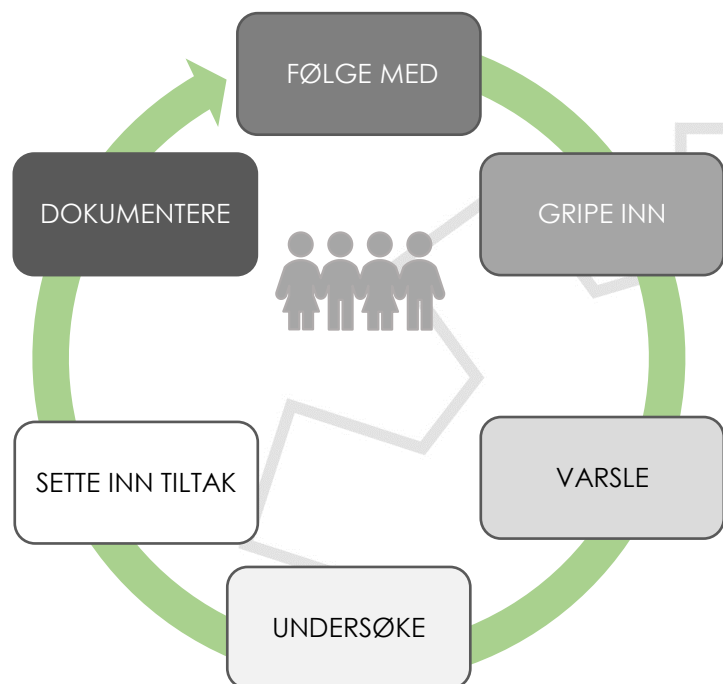 FØLGE MED
GRIPE INN
VARSLE
UNDERSØKE
SETTE INN TILTAK
DOKUMENTERE